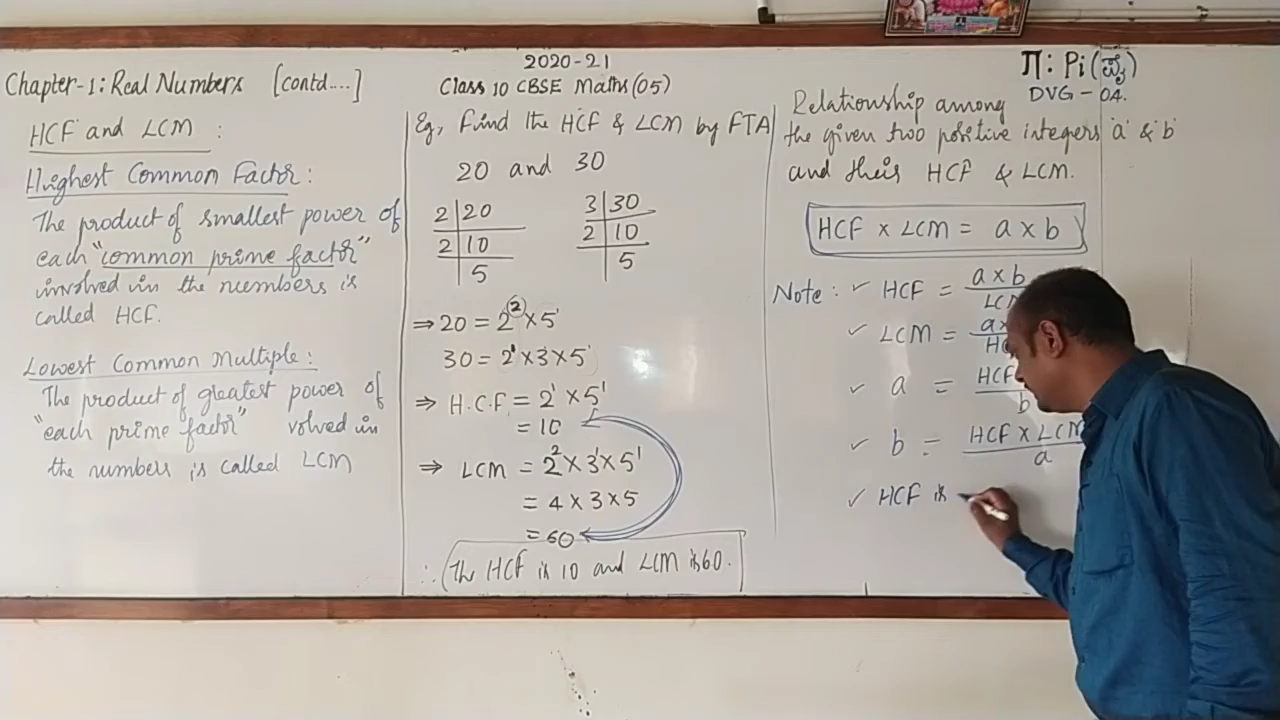 2020-21
Class 10 CBSE Maths (05)
Π: Pi(ಪೈ)
DVG - 04.
Chapter-1: Real Numbers [contd....]
HCF and LCM :
Highest Common Factor:
The product of smallest power of
each "common prime factor"
involved in the numbers is
called HCF.
Lowest Common Multiple:
The product of greatest power of
"each prime factor" volved in
the numbers is called LCM
Eg, Find the HCF & LCM by FTA
20 and 30
2 | 20
2 | 10
5
3 | 30
2 | 10
5
⇒ 20 = 2² × 5¹
30 = 2¹ × 3¹ × 5¹
⇒ H.C.F = 2¹ × 5¹
= 10
⇒ LCM = 2² × 3¹ × 5¹
= 4 × 3 × 5
= 60
∴ The HCF is 10 and LCM is 60.
Relationship among
the given two positive integers 'a' & 'b'
and their HCF & LCM.
HCF × LCM = a × b
Note: ✓ HCF = a × b / LCM
✓ LCM = a× / HC
✓ a = HCF / b
✓ b = HCF × LCM / a
✓ HCF is